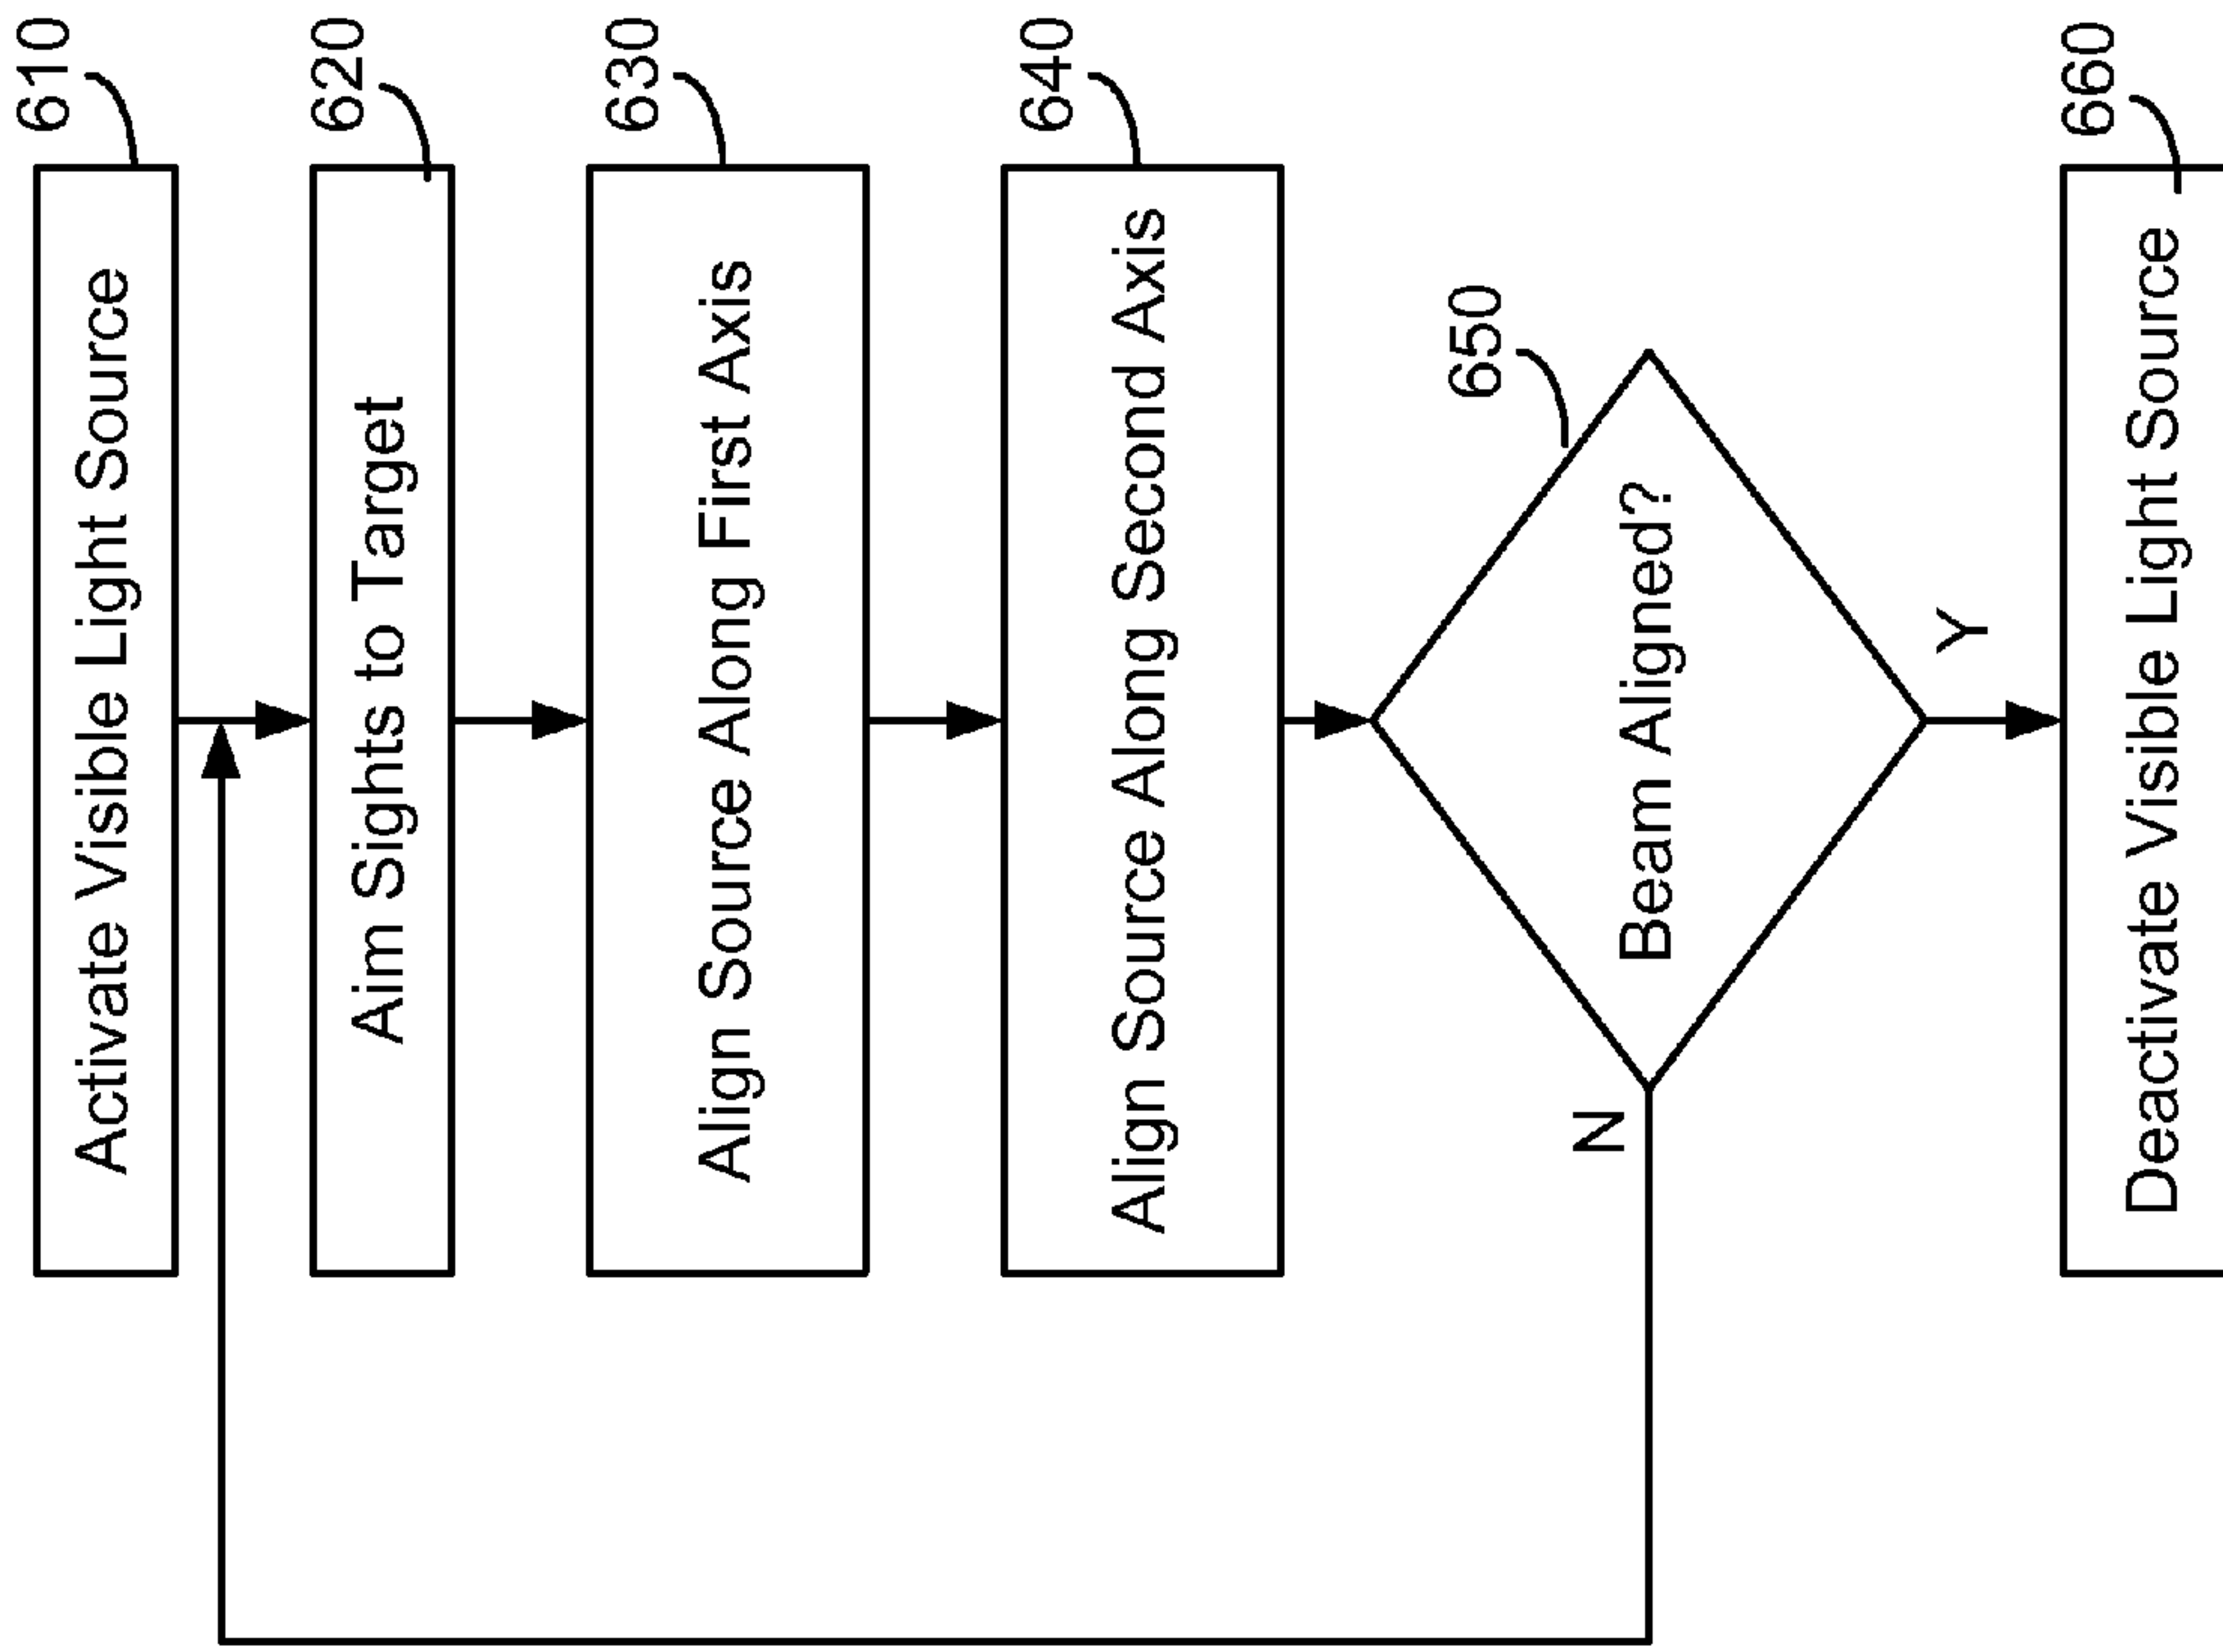 610
Activate Visible Light Source
620
Aim Sights to Target
630
Align Source Along First Axis
640
Align Source Along Second Axis
650
Beam Aligned?
N
Y
660
Deactivate Visible Light Source